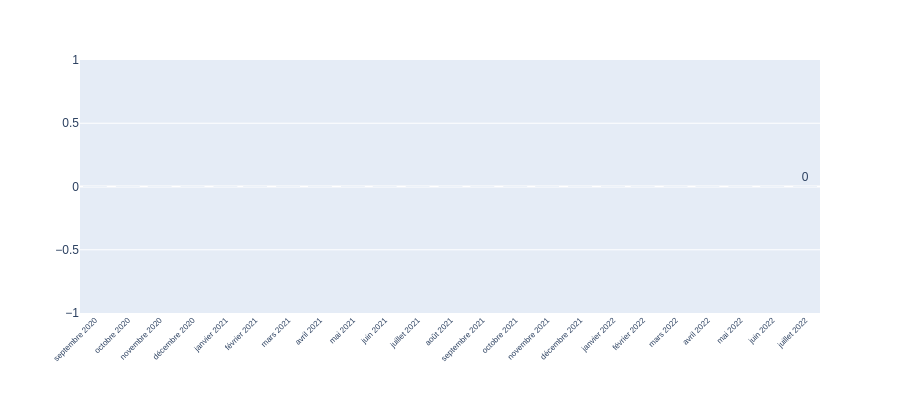 1
0.5
0
0
−0.5
−1
septembre 2020
octobre 2020
novembre 2020
décembre 2020
janvier 2021
février 2021
mars 2021
avril 2021
mai 2021
juin 2021
juillet 2021
août 2021
septembre 2021
octobre 2021
novembre 2021
décembre 2021
janvier 2022
février 2022
mars 2022
avril 2022
mai 2022
juin 2022
juillet 2022